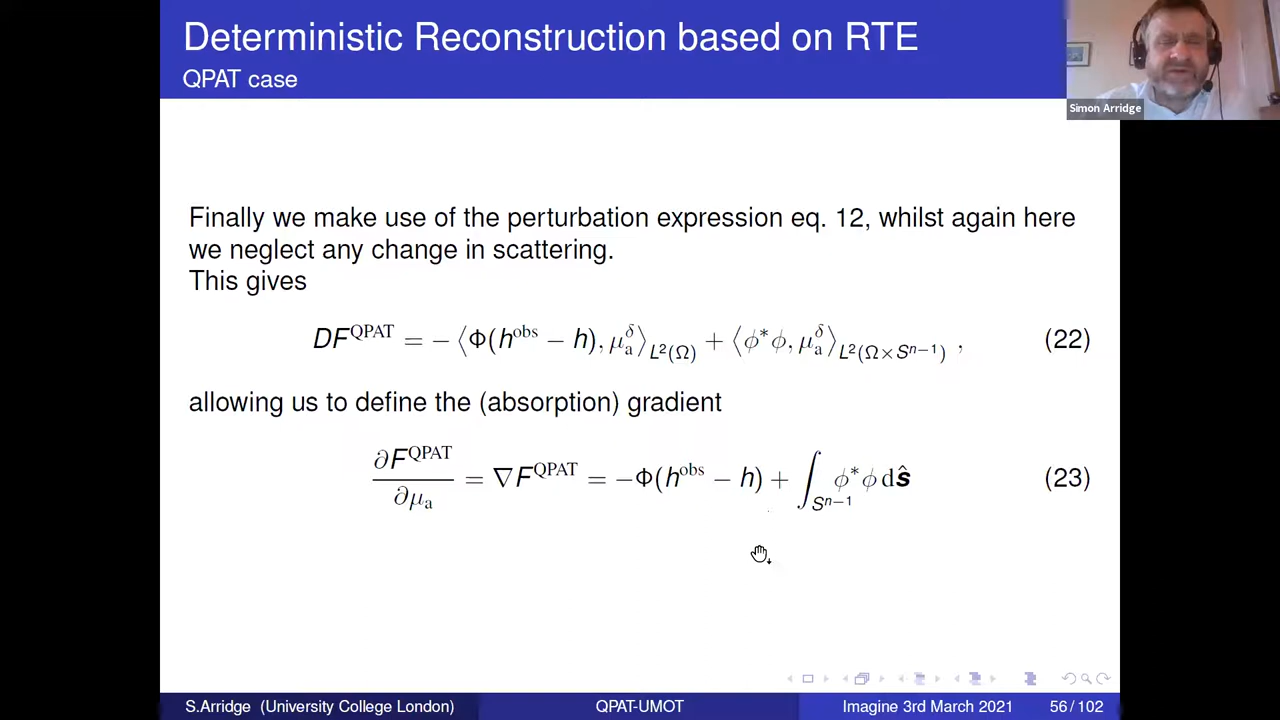 Deterministic Reconstruction based on RTE
QPAT case
Simon Arridge
Finally we make use of the perturbation expression eq. 12, whilst again here
we neglect any change in scattering.
This gives
DF^QPAT = − ⟨Φ(h^obs − h), μ_a^δ⟩_{L²(Ω)} + ⟨ϕ*ϕ, μ_a^δ⟩_{L²(Ω×S^{n−1})} , (22)
allowing us to define the (absorption) gradient
∂F^QPAT / ∂μ_a = ∇F^QPAT = −Φ(h^obs − h) + ∫_{S^{n−1}} ϕ*ϕ dŝ (23)
S.Arridge (University College London) QPAT-UMOT Imagine 3rd March 2021 56 / 102